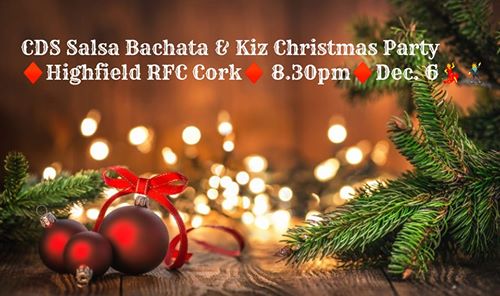 CDS Salsa Bachata & Kiz Christmas Party
♦️Highfield RFC Cork♦️ 8.30pm♦️Dec. 6💃🕺